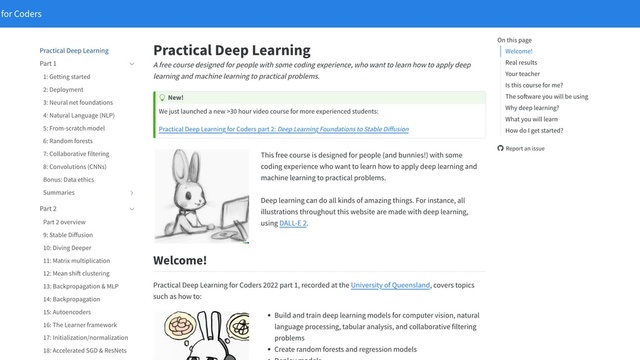 for Coders
Practical Deep Learning
Part 1
1: Getting started
2: Deployment
3: Neural net foundations
4: Natural Language (NLP)
5: From-scratch model
6: Random forests
7: Collaborative filtering
8: Convolutions (CNNs)
Bonus: Data ethics
Summaries
Part 2
Part 2 overview
9: Stable Diffusion
10: Diving Deeper
11: Matrix multiplication
12: Mean shift clustering
13: Backpropagation & MLP
14: Backpropagation
15: Autoencoders
16: The Learner framework
17: Initialization/normalization
18: Accelerated SGD & ResNets
Practical Deep Learning
A free course designed for people with some coding experience, who want to learn how to apply deep
learning and machine learning to practical problems.
New!
We just launched a new >30 hour video course for more experienced students:
Practical Deep Learning for Coders part 2: Deep Learning Foundations to Stable Diffusion
This free course is designed for people (and bunnies!) with some
coding experience who want to learn how to apply deep learning and
machine learning to practical problems.
Deep learning can do all kinds of amazing things. For instance, all
illustrations throughout this website are made with deep learning,
using DALL-E 2.
Welcome!
Practical Deep Learning for Coders 2022 part 1, recorded at the University of Queensland, covers topics
such as how to:
• Build and train deep learning models for computer vision, natural
language processing, tabular analysis, and collaborative filtering
problems
• Create random forests and regression models
• Deploy models
On this page
Welcome!
Real results
Your teacher
Is this course for me?
The software you will be using
Why deep learning?
What you will learn
How do I get started?
Report an issue